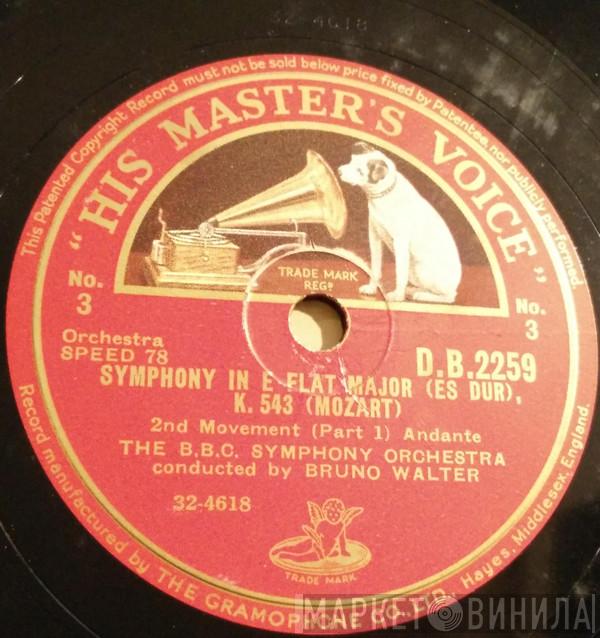 32-4618
This Patented Copyright Record must not be sold below price fixed by Patentee, nor publicly performed.
"HIS MASTER'S VOICE"
TRADE MARK
REGD
No.
3
No.
3
Orchestra
SPEED 78
D.B.2259
SYMPHONY IN E FLAT MAJOR (ES DUR),
K. 543 (MOZART)
2nd Movement (Part 1) Andante
THE B.B.C. SYMPHONY ORCHESTRA
conducted by BRUNO WALTER
32-4618
TRADE MARK
Record manufactured by THE GRAMOPHONE CO., LTD., Hayes, Middlesex, England.
МАРКЕТ ВИНИЛА